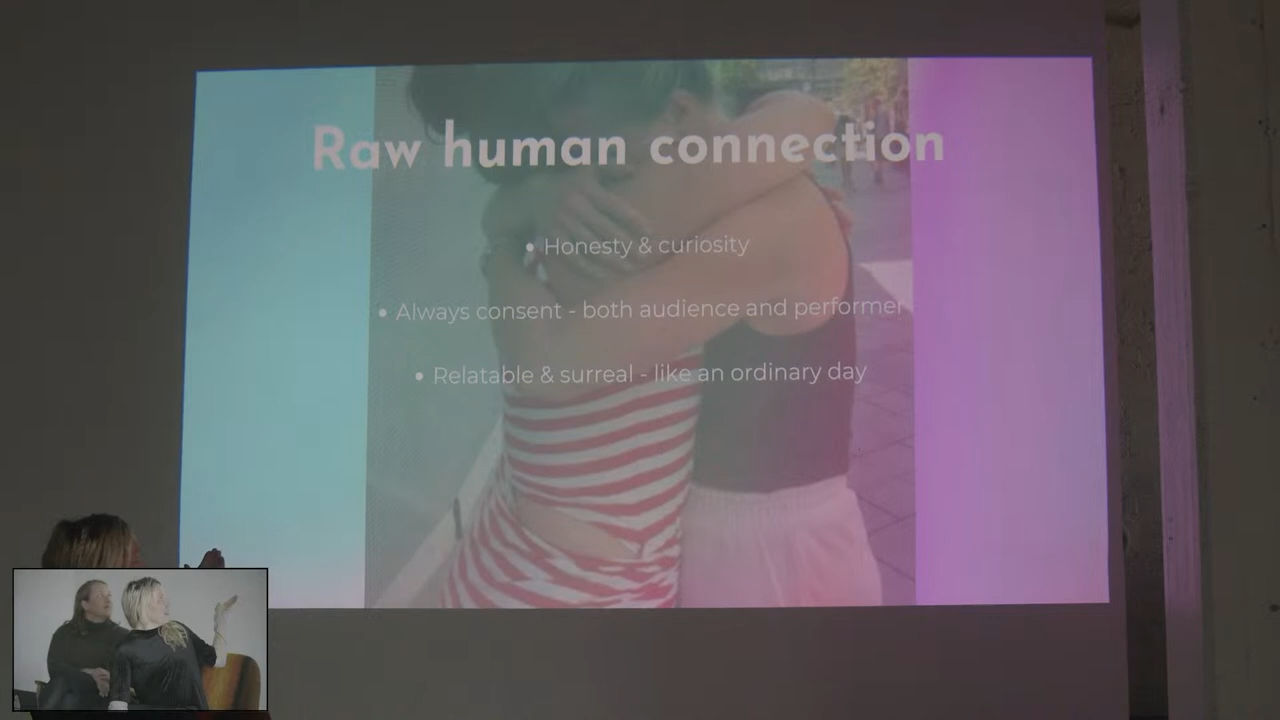 Raw human connection
• Honesty & curiosity
• Always consent - both audience and performer
• Relatable & surreal - like an ordinary day